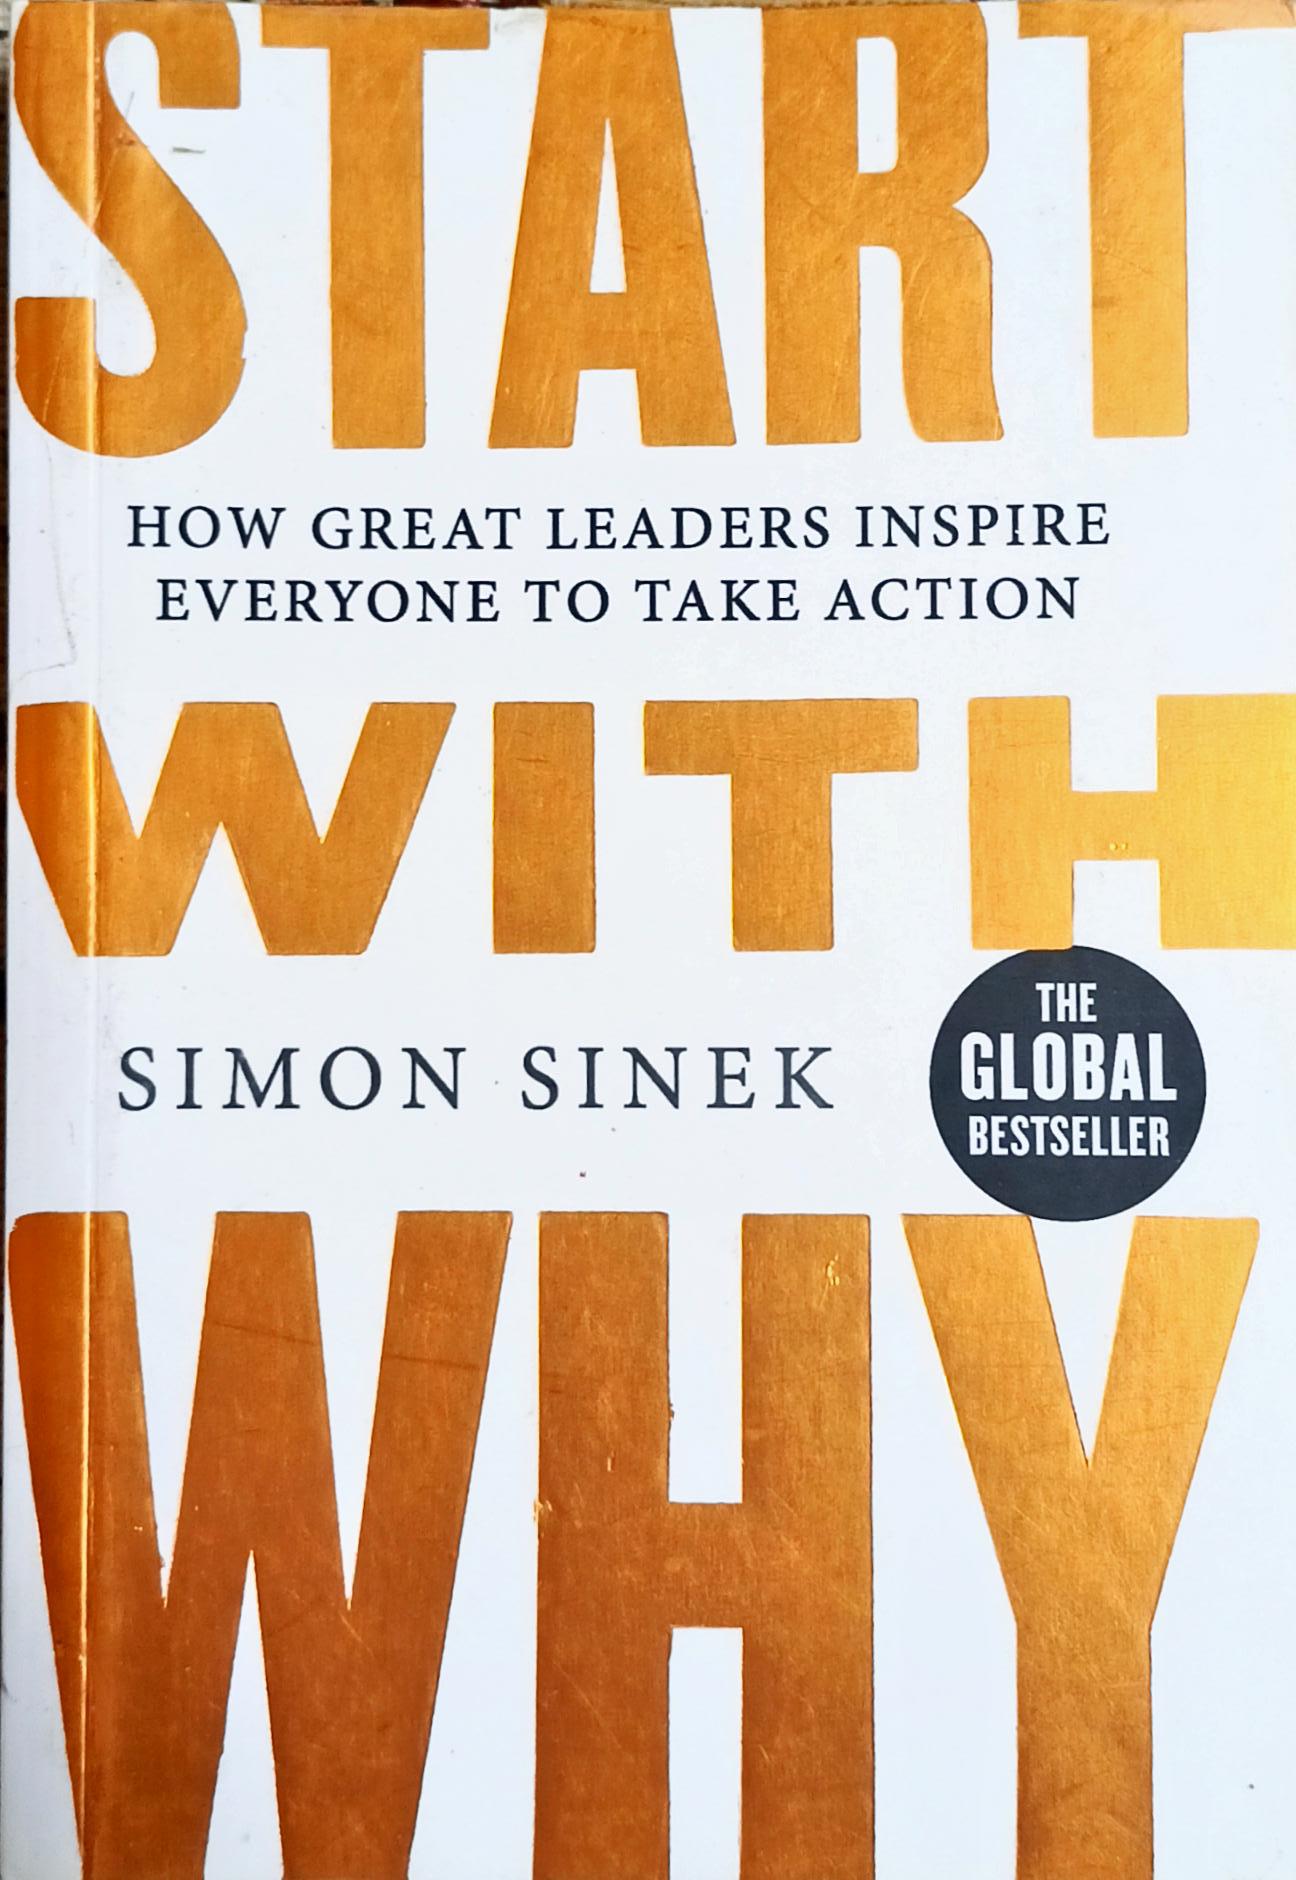 START
HOW GREAT LEADERS INSPIRE
EVERYONE TO TAKE ACTION
WITH
SIMON SINEK
THE
GLOBAL
BESTSELLER
WHY